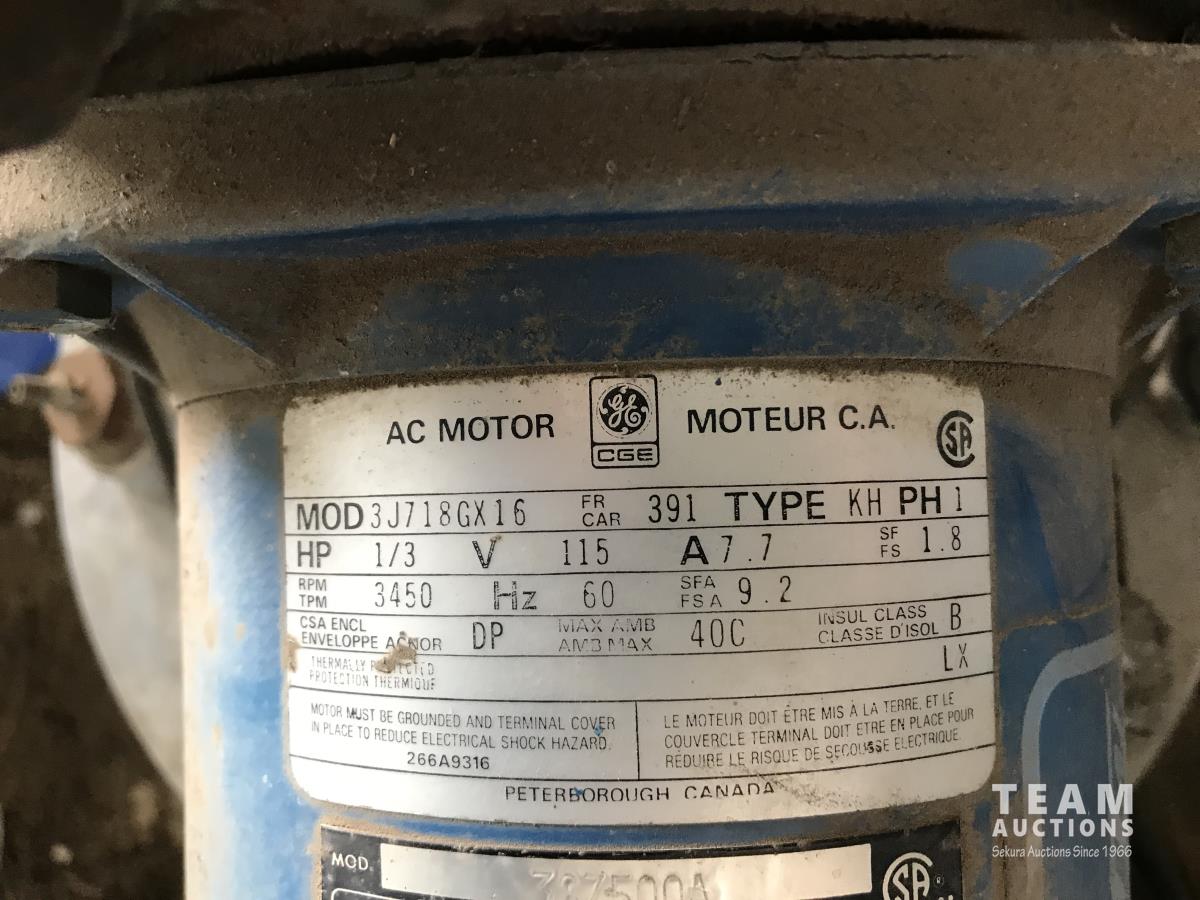 AC MOTOR GE CGE MOTEUR C.A. CSA
MOD 3J718GX16 FR CAR 391 TYPE KH PH 1
HP 1/3 V 115 A 7.7 SF FS 1.8
RPM TPM 3450 Hz 60 SFA FSA 9.2
CSA ENCL ENVELOPPE DP MAX AMB AMB MAX 40C INSUL CLASS CLASSE D'ISOL B
THERMALLY LX
PROTECTION THERMIQUE
MOTOR MUST BE GROUNDED AND TERMINAL COVER
IN PLACE TO REDUCE ELECTRICAL SHOCK HAZARD.
266A9316
LE MOTEUR DOIT ÊTRE MIS À LA TERRE, ET LE
COUVERCLE TERMINAL DOIT ETRE EN PLACE POUR
RÉDUIRE LE RISQUE DE SECOUSSE ELECTRIQUE.
PETERBOROUGH CANADA
MOD. CSA
TEAM
AUCTIONS
Sekura Auctions Since 1966